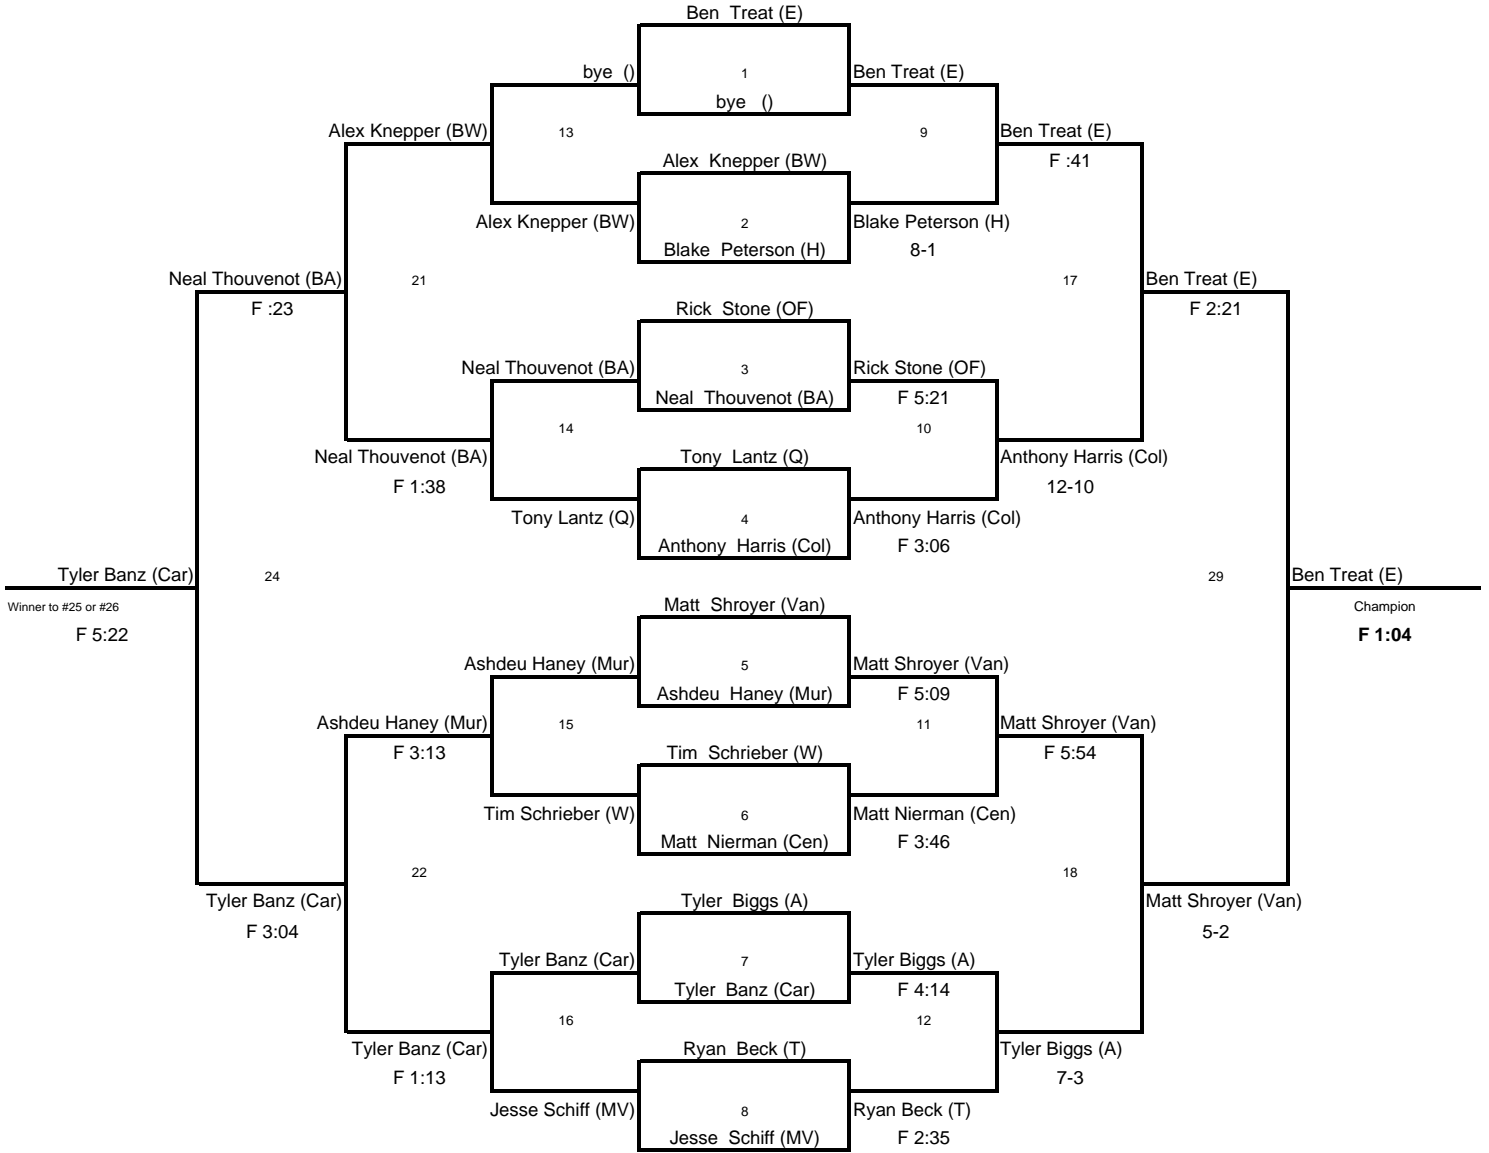 Ben Treat (E)
bye ()
1
Ben Treat (E)
bye ()
Alex Knepper (BW)
13
9
Ben Treat (E)
Alex Knepper (BW)
F :41
Alex Knepper (BW)
2
Blake Peterson (H)
Blake Peterson (H)
8-1
Neal Thouvenot (BA)
21
17
Ben Treat (E)
F :23
Rick Stone (OF)
F 2:21
Neal Thouvenot (BA)
3
Rick Stone (OF)
Neal Thouvenot (BA)
F 5:21
14
10
Neal Thouvenot (BA)
Tony Lantz (Q)
Anthony Harris (Col)
F 1:38
12-10
Tony Lantz (Q)
4
Anthony Harris (Col)
Anthony Harris (Col)
F 3:06
Tyler Banz (Car)
24
29
Ben Treat (E)
Winner to #25 or #26
Matt Shroyer (Van)
Champion
F 5:22
F 1:04
Ashdeu Haney (Mur)
5
Matt Shroyer (Van)
Ashdeu Haney (Mur)
F 5:09
Ashdeu Haney (Mur)
15
11
Matt Shroyer (Van)
F 3:13
Tim Schrieber (W)
F 5:54
Tim Schrieber (W)
6
Matt Nierman (Cen)
Matt Nierman (Cen)
F 3:46
22
18
Tyler Banz (Car)
Tyler Biggs (A)
Matt Shroyer (Van)
F 3:04
5-2
Tyler Banz (Car)
7
Tyler Biggs (A)
Tyler Banz (Car)
F 4:14
16
12
Tyler Banz (Car)
Ryan Beck (T)
Tyler Biggs (A)
F 1:13
7-3
Jesse Schiff (MV)
8
Ryan Beck (T)
Jesse Schiff (MV)
F 2:35